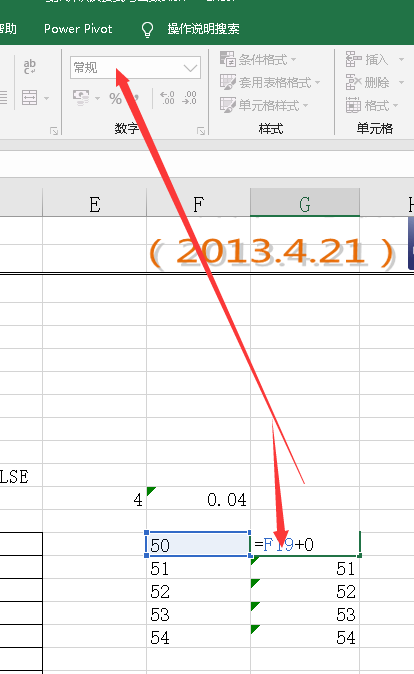 帮助 Power Pivot 操作说明搜索
ab
常规 条件格式 插入
套用表格格式 删除
% , .00 单元格样式 格式
数字 样式 单元格
E F G H
(2013.4.21)
LSE
4 0.04
50 =F19+0
51 51
52 52
53 53
54 54